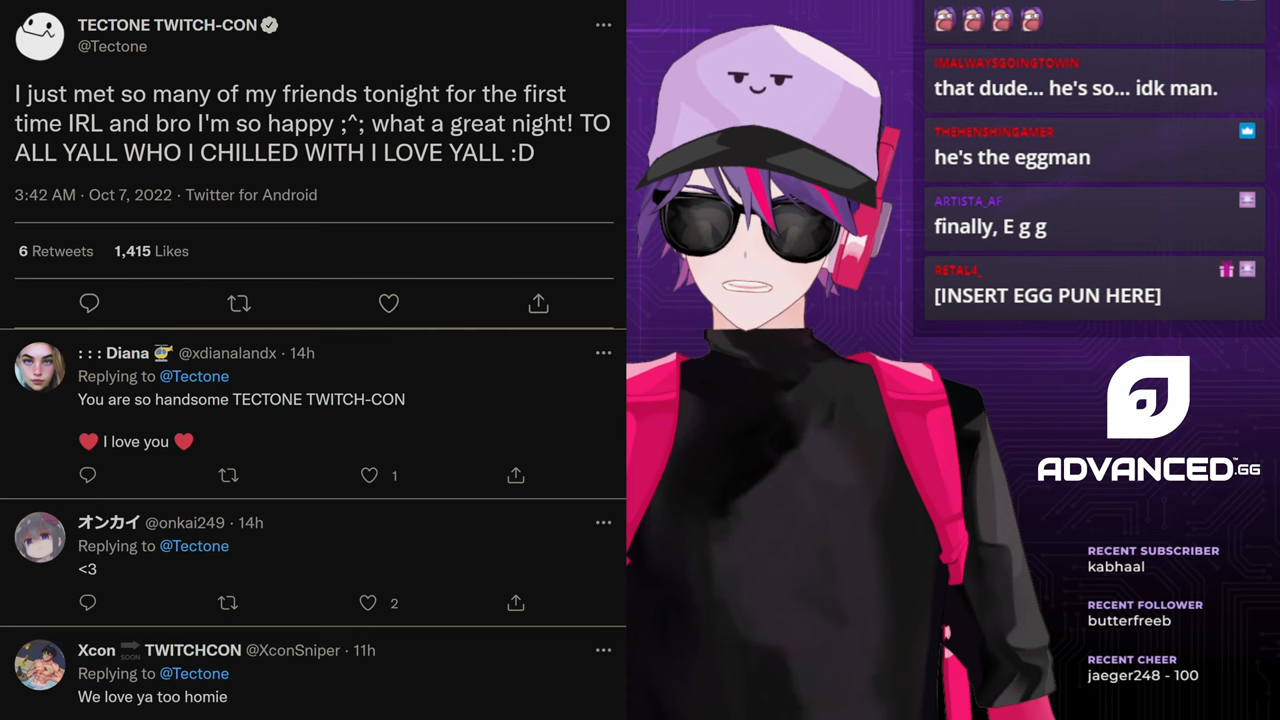 TECTONE TWITCH-CON
@Tectone
I just met so many of my friends tonight for the first
time IRL and bro I'm so happy ;^; what a great night! TO
ALL YALL WHO I CHILLED WITH I LOVE YALL :D
3:42 AM · Oct 7, 2022 · Twitter for Android
6 Retweets 1,415 Likes
: : : Diana 🚁 @xdianalandx · 14h
Replying to @Tectone
You are so handsome TECTONE TWITCH-CON
❤️ I love you ❤️
1
オンカイ @onkai249 · 14h
Replying to @Tectone
<3
2
Xcon 🔜 TWITCHCON @XconSniper · 11h
Replying to @Tectone
We love ya too homie
IMALWAYSGOINGTOWIN
that dude... he's so... idk man.
THEHENSHINGAMER
he's the eggman
ARTISTA_AF
finally, E g g
RETAL4_
[INSERT EGG PUN HERE]
ADVANCED™.GG
RECENT SUBSCRIBER
kabhaal
RECENT FOLLOWER
butterfreeb
RECENT CHEER
jaeger248 - 100